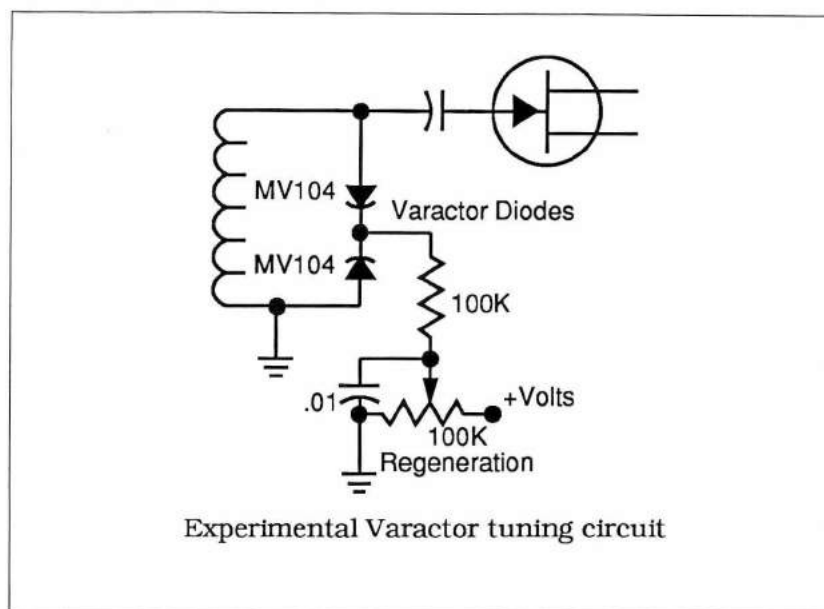 MV104
Varactor Diodes
MV104
100K
.01
+Volts
100K
Regeneration
Experimental Varactor tuning circuit